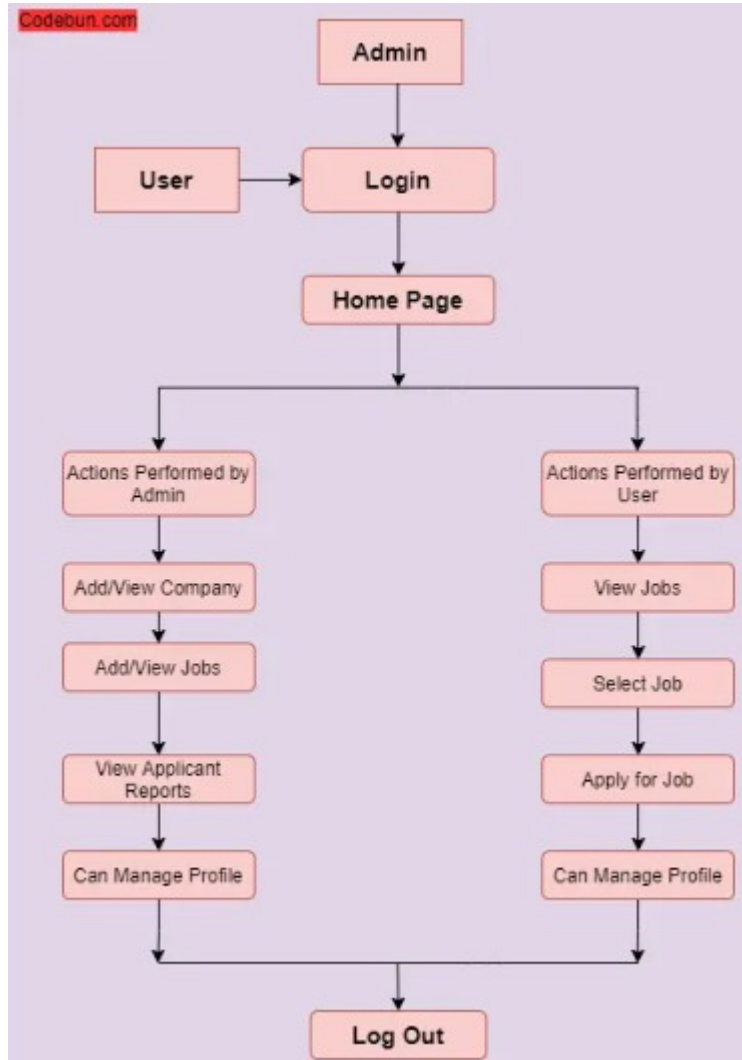 Codebun.com
Admin
User
Login
Home Page
Actions Performed by
Admin
Actions Performed by
User
Add/View Company
View Jobs
Add/View Jobs
Select Job
View Applicant
Reports
Apply for Job
Can Manage Profile
Can Manage Profile
Log Out